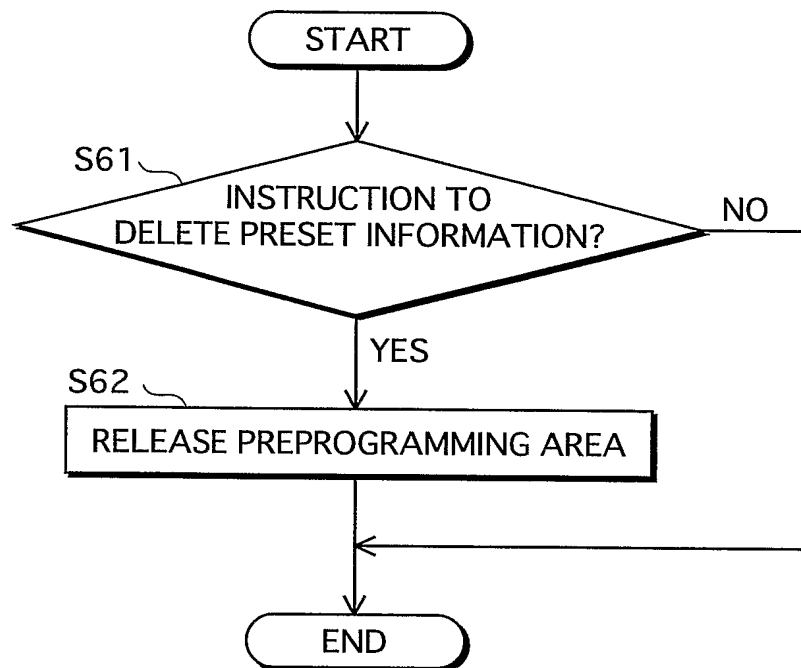 START
S61
INSTRUCTION TO
DELETE PRESET INFORMATION?
NO
YES
S62
RELEASE PREPROGRAMMING AREA
END